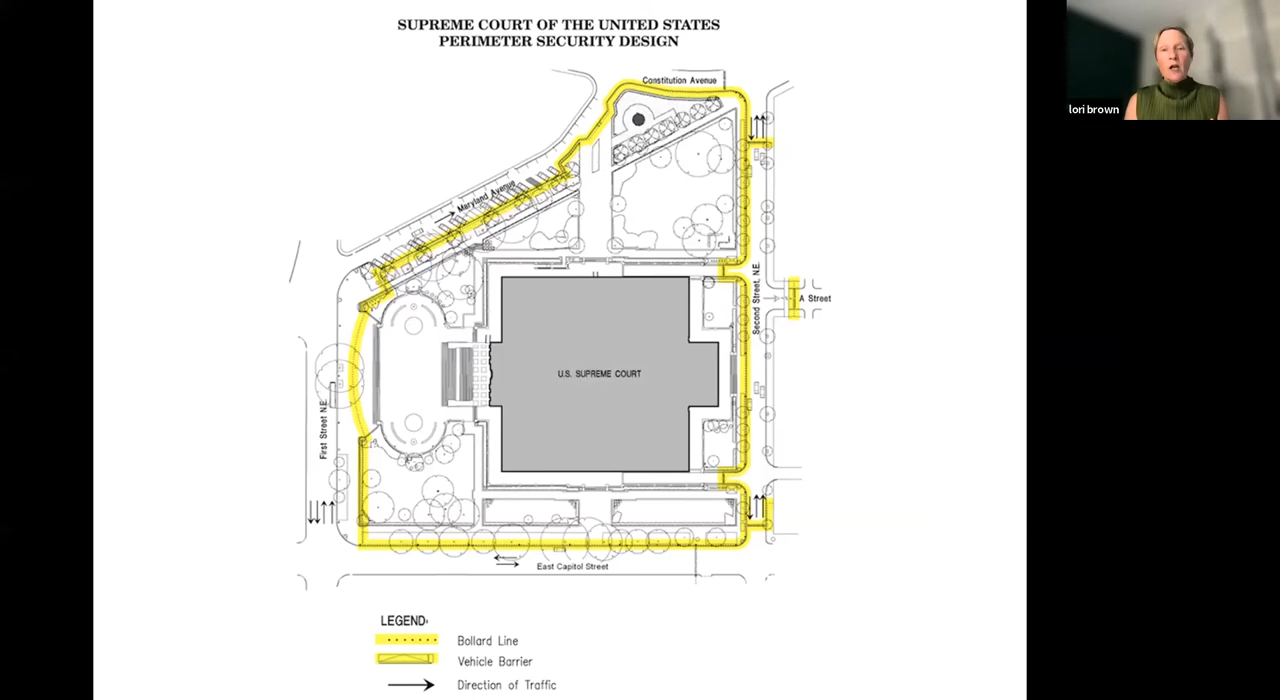 SUPREME COURT OF THE UNITED STATES
PERIMETER SECURITY DESIGN
lori brown
Constitution Avenue
Maryland Avenue
Second Street, N.E.
A Street
U.S. SUPREME COURT
First Street N.E.
East Capitol Street
LEGEND:
Bollard Line
Vehicle Barrier
Direction of Traffic